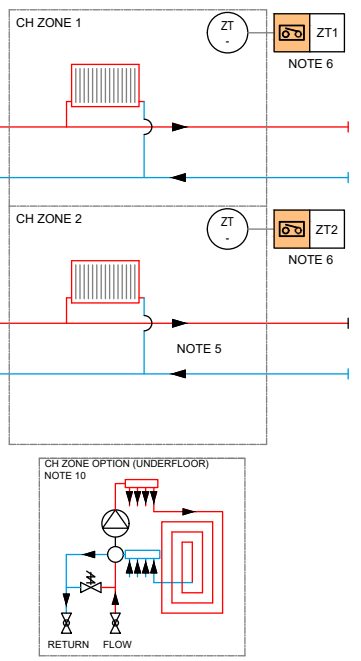 CH ZONE 1
ZT
-
ZT1
NOTE 6
CH ZONE 2
ZT
-
ZT2
NOTE 6
NOTE 5
CH ZONE OPTION (UNDERFLOOR)
NOTE 10
RETURN FLOW